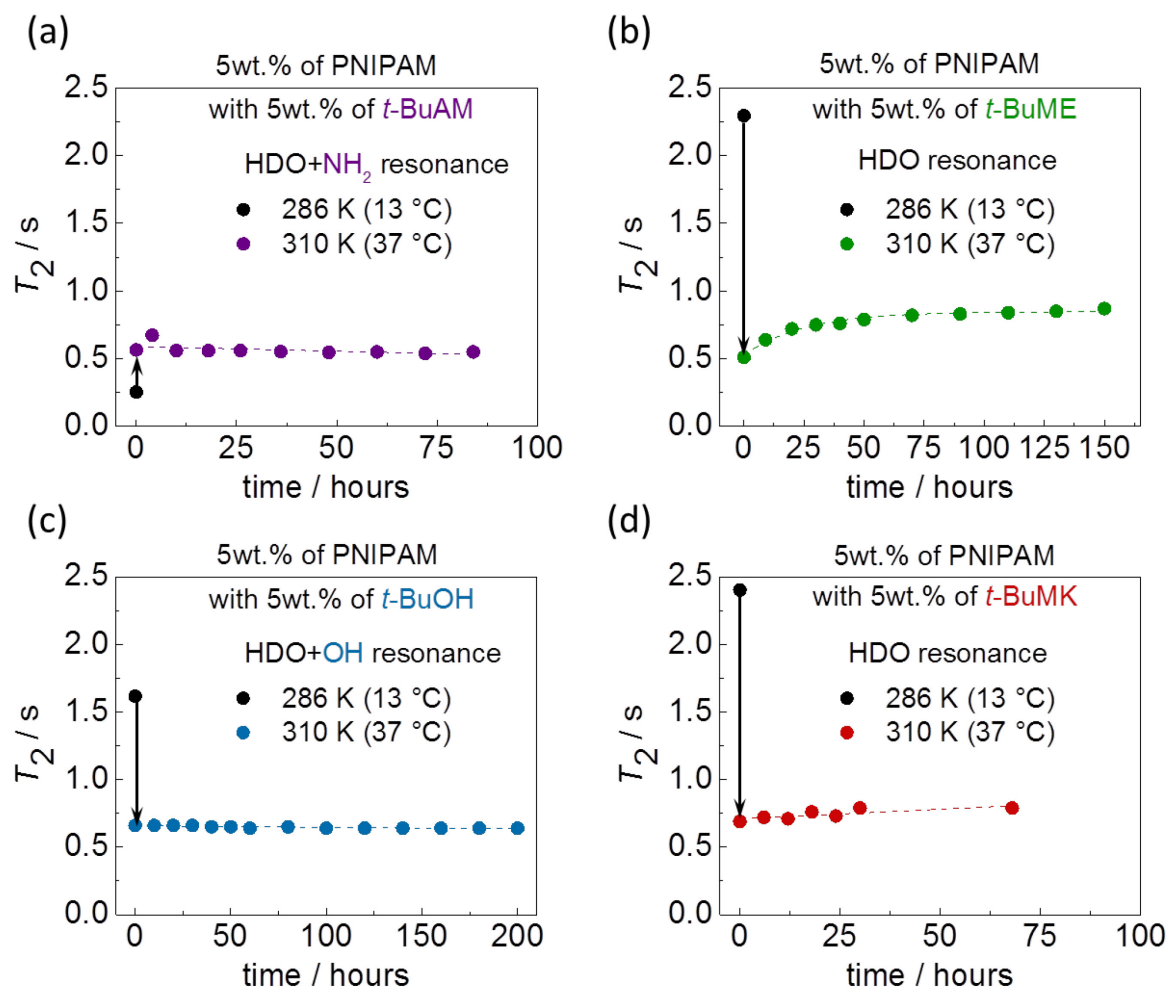 (a)
5wt.% of PNIPAM
with 5wt.% of t-BuAM
HDO+NH2 resonance
286 K (13 °C)
310 K (37 °C)
2.5
2.0
1.5
1.0
0.5
0.0
T2 / s
0 25 50 75 100
time / hours
(b)
5wt.% of PNIPAM
with 5wt.% of t-BuME
HDO resonance
286 K (13 °C)
310 K (37 °C)
2.5
2.0
1.5
1.0
0.5
0.0
T2 / s
0 25 50 75 100 125 150
time / hours
(c)
5wt.% of PNIPAM
with 5wt.% of t-BuOH
HDO+OH resonance
286 K (13 °C)
310 K (37 °C)
2.5
2.0
1.5
1.0
0.5
0.0
T2 / s
0 50 100 150 200
time / hours
(d)
5wt.% of PNIPAM
with 5wt.% of t-BuMK
HDO resonance
286 K (13 °C)
310 K (37 °C)
2.5
2.0
1.5
1.0
0.5
0.0
T2 / s
0 25 50 75 100
time / hours